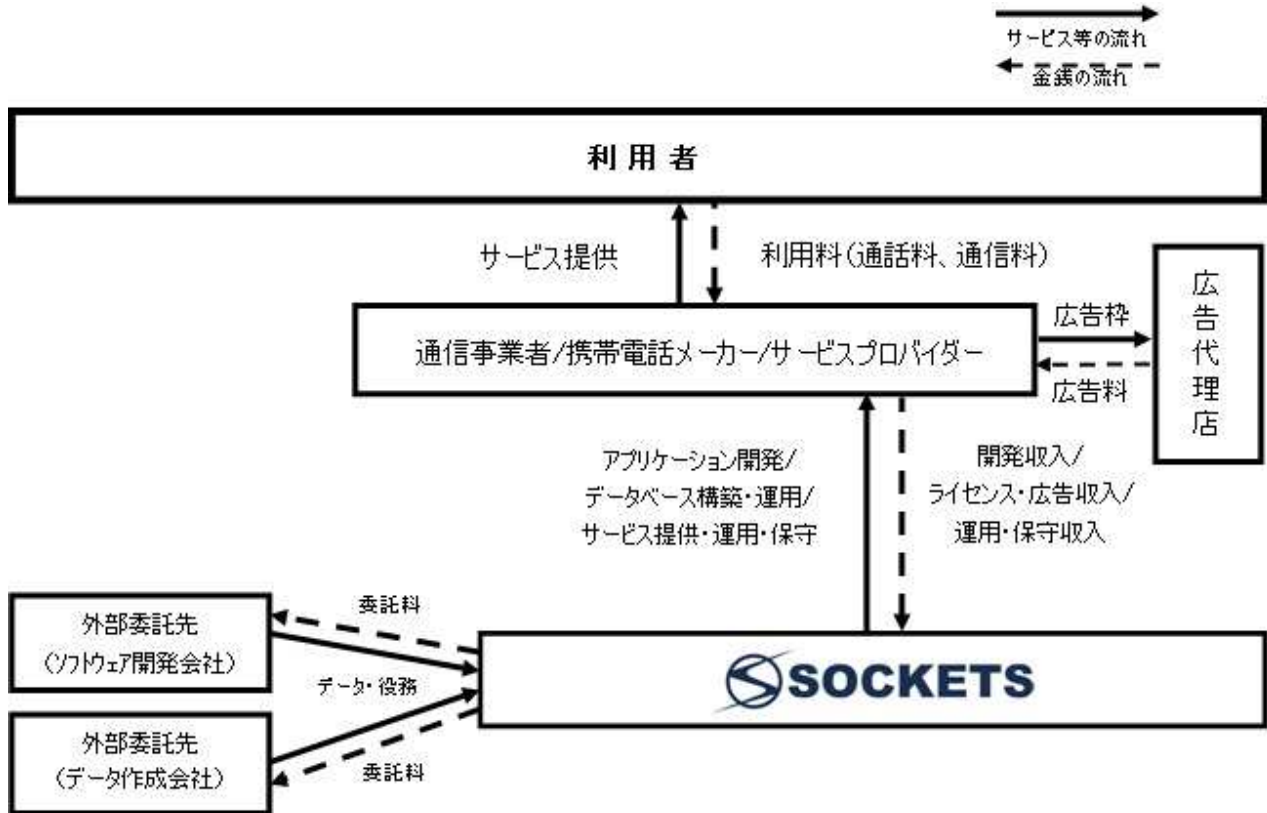 サービス等の流れ
金銭の流れ
利用者
サービス提供
利用料(通話料、通信料)
通信事業者/携帯電話メーカー/サービスプロバイダー
広告枠
広告料
広告代理店
アプリケーション開発/
データベース構築・運用/
サービス提供・運用・保守
開発収入/
ライセンス・広告収入/
運用・保守収入
外部委託先
(ソフトウェア開発会社)
委託料
データ・役務
SOCKETS
外部委託先
(データ作成会社)
委託料